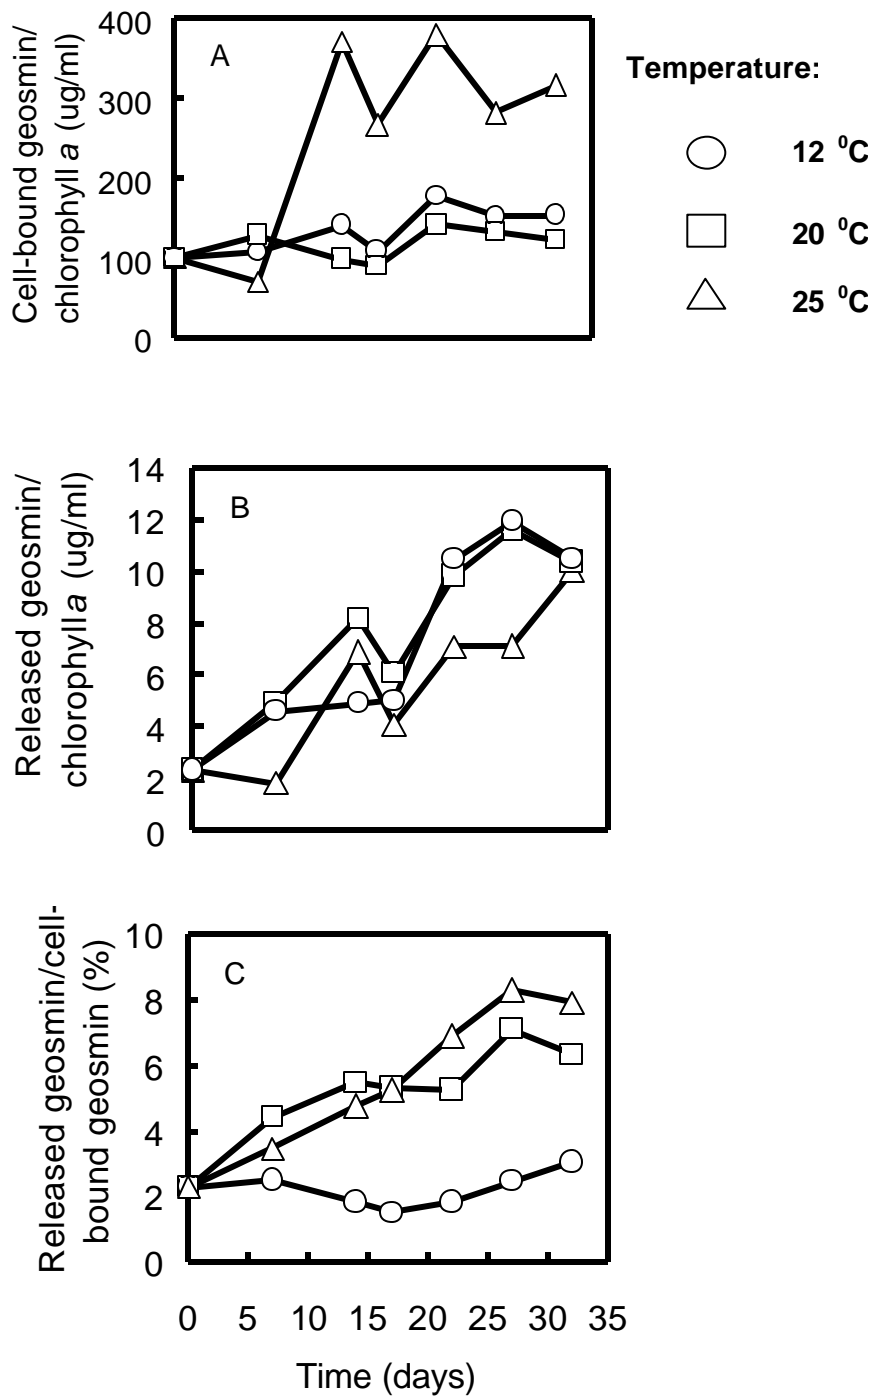 Cell-bound geosmin/
chlorophyll a (ug/ml)
400
300
200
100
0
A
Temperature:
12 ⁰C
20 ⁰C
25 ⁰C
Released geosmin/
chlorophyll a (ug/ml)
14
12
10
8
6
4
2
0
B
Released geosmin/cell-
bound geosmin (%)
10
8
6
4
2
0
C
0 5 10 15 20 25 30 35
Time (days)